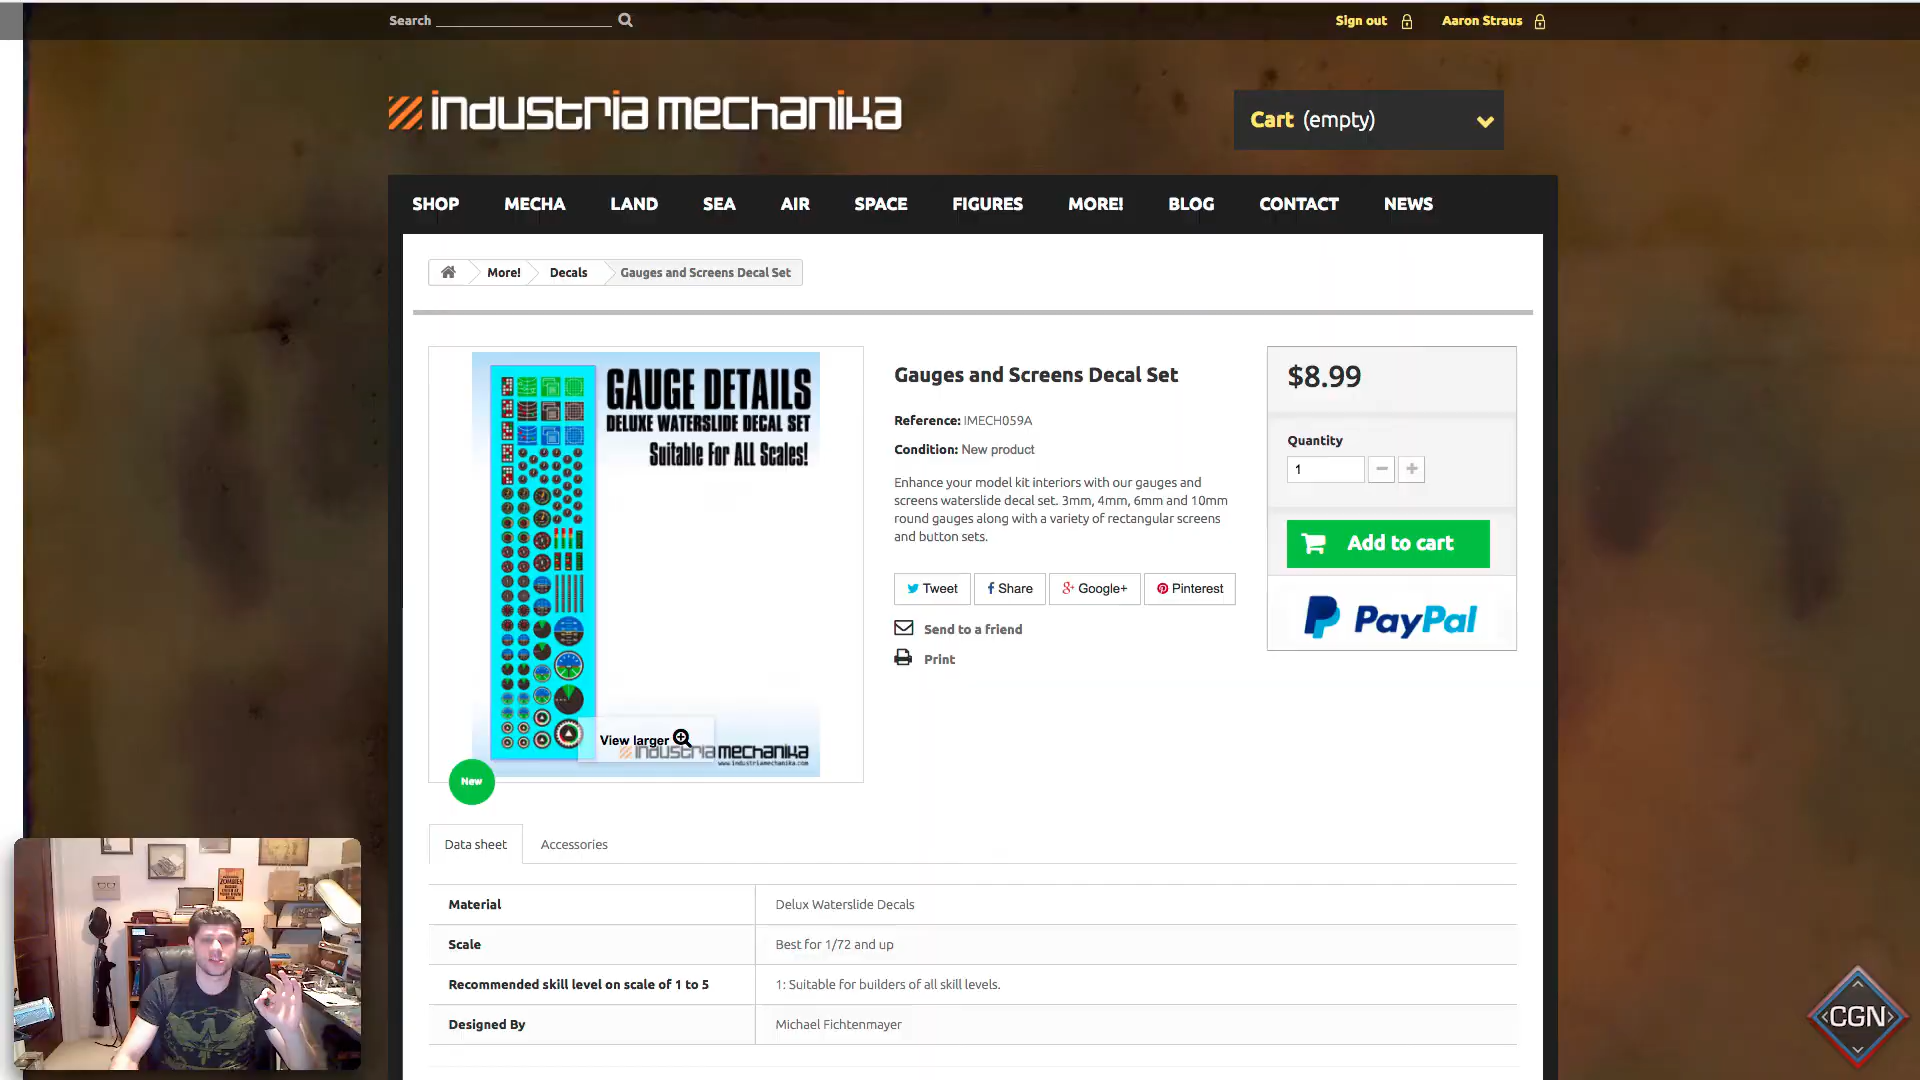 Search
Sign out
Aaron Straus
industria mechanika
Cart (empty)
SHOP
MECHA
LAND
SEA
AIR
SPACE
FIGURES
MORE!
BLOG
CONTACT
NEWS
More!
Decals
Gauges and Screens Decal Set
GAUGE DETAILS
DELUXE WATERSLIDE DECAL SET
Suitable For ALL Scales!
View larger
industria mechanika
www.industriamechanika.com
New
Gauges and Screens Decal Set
Reference: IMECH059A
Condition: New product
Enhance your model kit interiors with our gauges and
screens waterslide decal set. 3mm, 4mm, 6mm and 10mm
round gauges along with a variety of rectangular screens
and button sets.
Tweet
Share
Google+
Pinterest
Send to a friend
Print
$8.99
Quantity
1
Add to cart
PayPal
Data sheet
Accessories
Material
Delux Waterslide Decals
Scale
Best for 1/72 and up
Recommended skill level on scale of 1 to 5
1: Suitable for builders of all skill levels.
Designed By
Michael Fichtenmayer
ZOMBIES
CGN